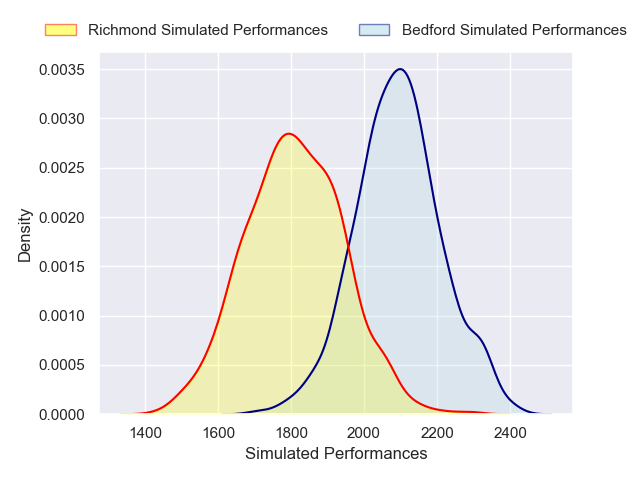 Richmond Simulated Performances Bedford Simulated Performances
0.0035
0.0030
0.0025
0.0020
0.0015
0.0010
0.0005
0.0000
Density
1400 1600 1800 2000 2200 2400
Simulated Performances